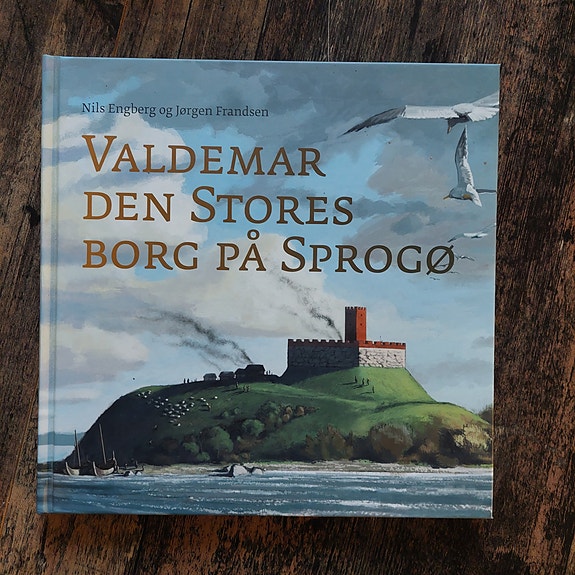 Nils Engberg og Jørgen Frandsen
VALDEMAR
DEN STORES
BORG PÅ SPROGØ